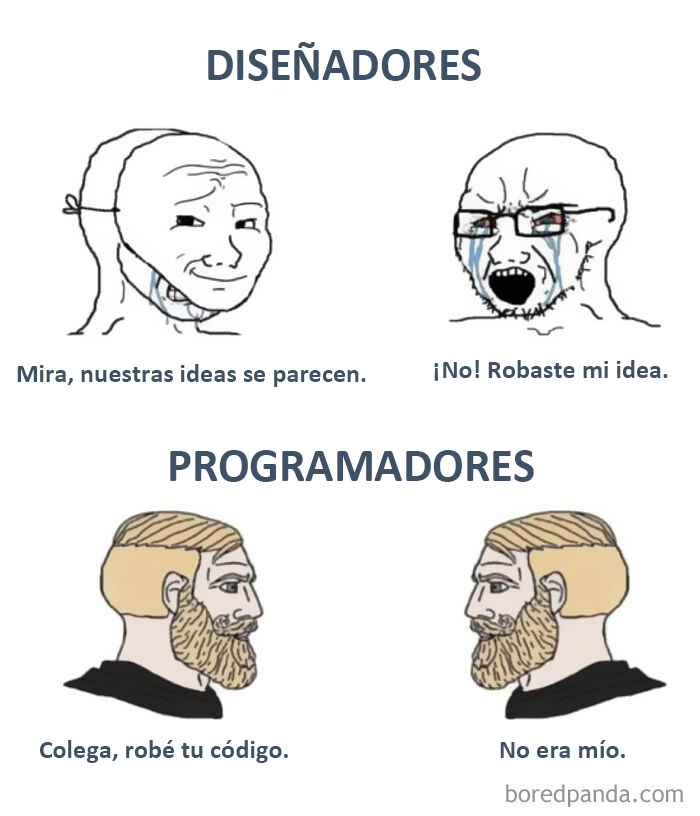 DISEÑADORES
Mira, nuestras ideas se parecen.
¡No! Robaste mi idea.
PROGRAMADORES
Colega, robé tu código.
No era mío.
boredpanda.com